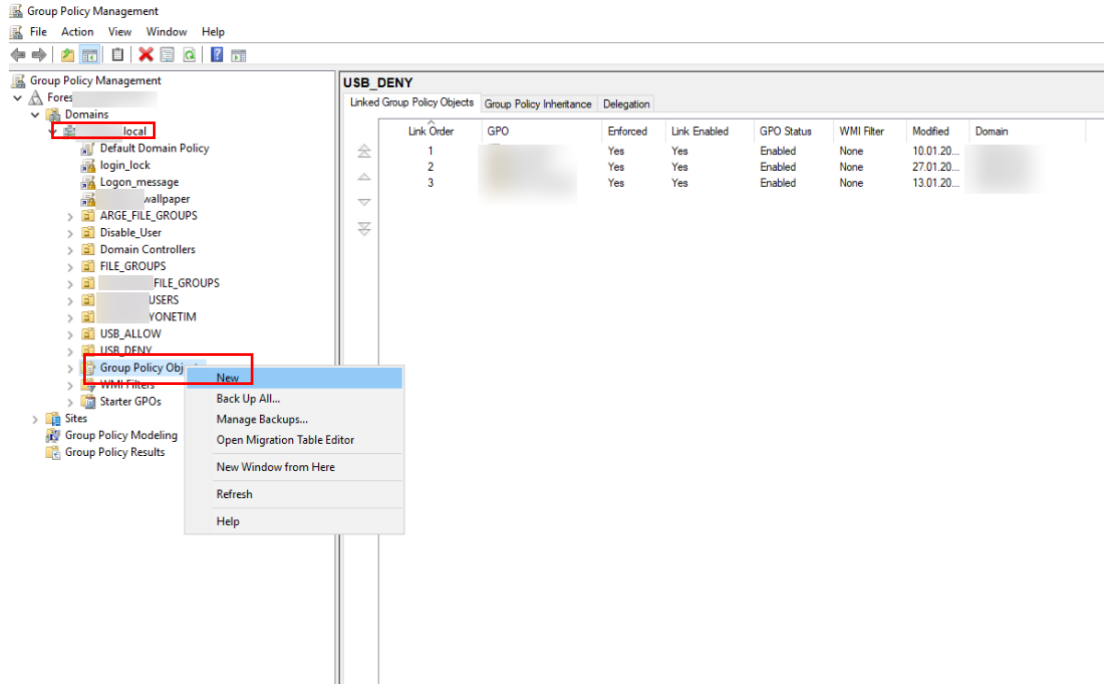 Group Policy Management
File Action View Window Help
Group Policy Management
Fores
Domains
local
Default Domain Policy
login_lock
Logon_message
wallpaper
ARGE_FILE_GROUPS
Disable_User
Domain Controllers
FILE_GROUPS
FILE_GROUPS
USERS
YONETIM
USB_ALLOW
USB_DENY
Group Policy Obj
WMI Filters
Starter GPOs
Sites
Group Policy Modeling
Group Policy Results
New
Back Up All...
Manage Backups...
Open Migration Table Editor
New Window from Here
Refresh
Help
USB_DENY
Linked Group Policy Objects Group Policy Inheritance Delegation
Link Order GPO Enforced Link Enabled GPO Status WMI Filter Modified Domain
1 Yes Yes Enabled None 10.01.20...
2 Yes Yes Enabled None 27.01.20...
3 Yes Yes Enabled None 13.01.20...